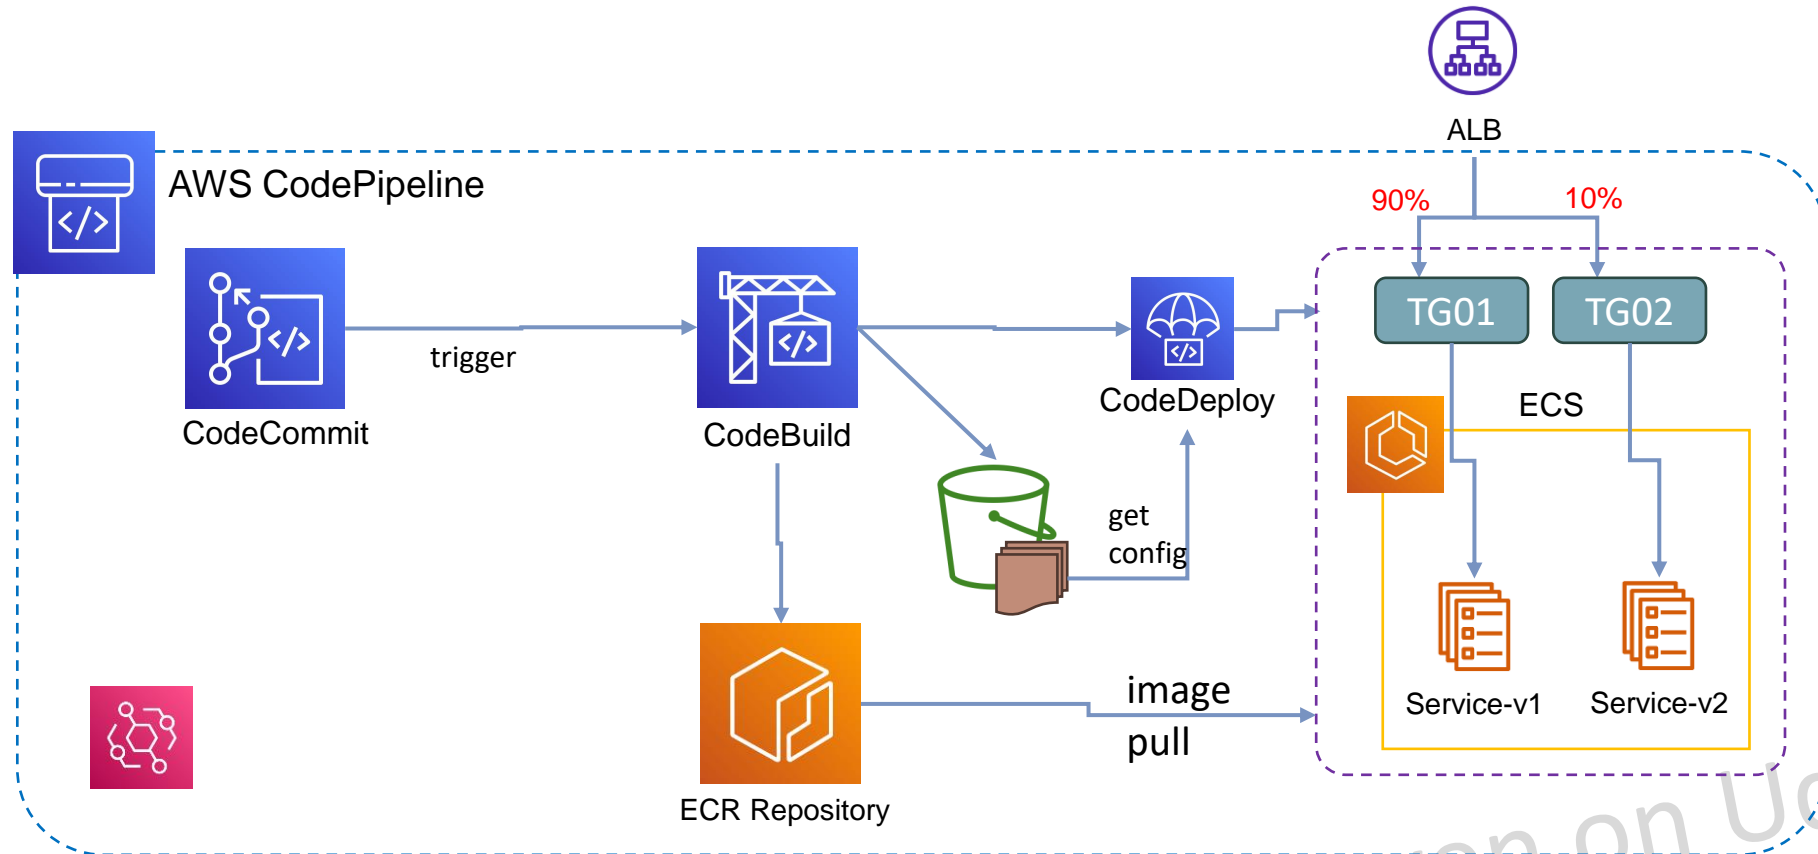 ALB
AWS CodePipeline
90%
10%
TG01
TG02
trigger
CodeCommit
CodeBuild
CodeDeploy
ECS
get
config
image
pull
Service-v1
Service-v2
ECR Repository
on